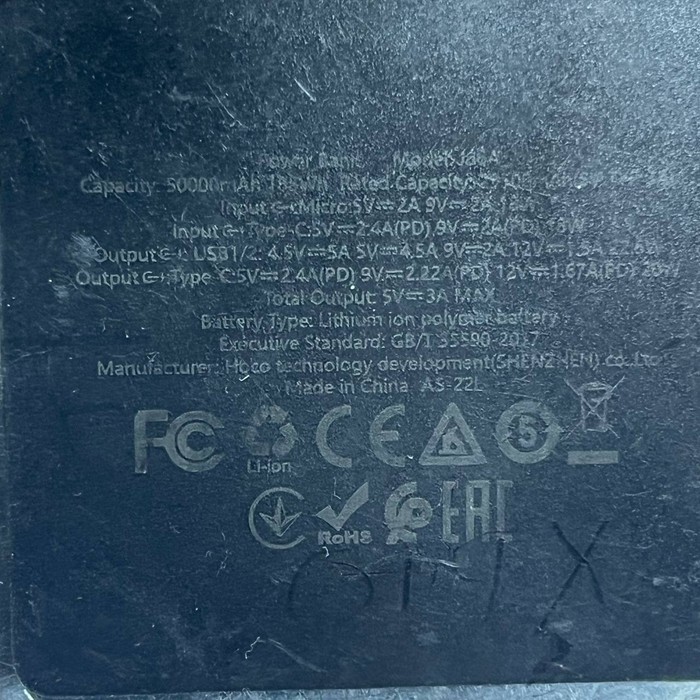 Power Bank Model:
Capacity: 50000mAh Rated Capacity:
Input Micro:5V⎓2A 9V⎓2A
Input Type-C:5V⎓2.4A(PD) 9V⎓2A(PD) 18W
Output USB1/2: 4.5V⎓5A 5V⎓4.5A 9V⎓2A 12V⎓1.5A
Output Type-C:5V⎓2.4A(PD) 9V⎓2.22A(PD) 12V⎓1.67A(PD) 20W
Total Output: 5V⎓3A MAX
Battery Type: Lithium ion polymer battery
Executive Standard: GB/T 35590-2017
Manufacturer: Hoco technology development(SHENZHEN) co.,Ltd
Made in China AS-22L
FC CE 5
Li-ion
RoHS EAC